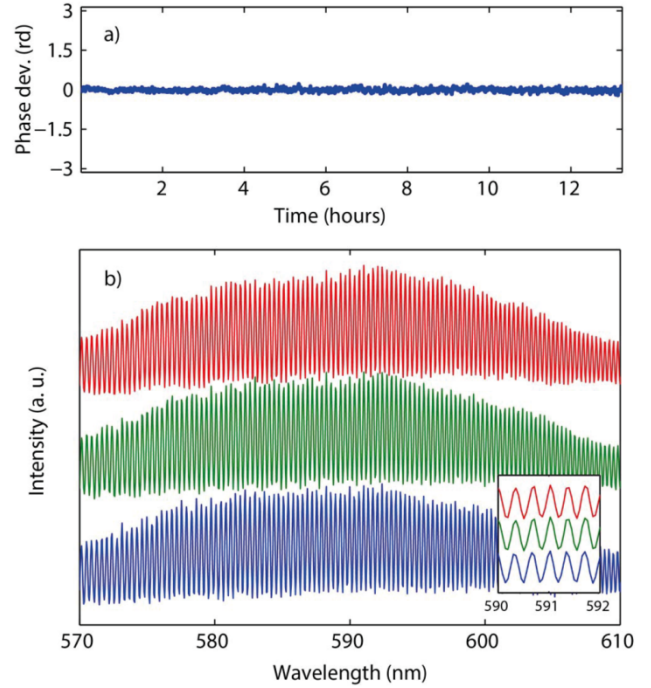 3
a)
1.5
Phase dev. (rd)
0
−1.5
−3
2 4 6 8 10 12
Time (hours)
b)
Intensity (a. u.)
590 591 592
570 580 590 600 610
Wavelength (nm)